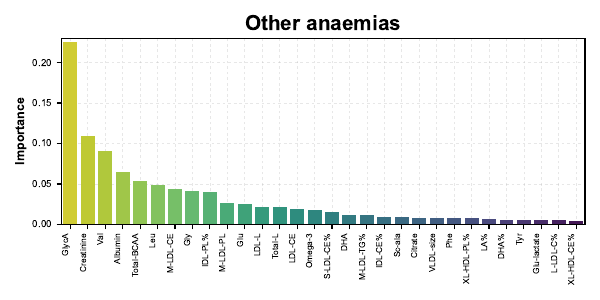 Other anaemias
Importance
0.20
0.15
0.10
0.05
0.00
GlycA
Creatinine
Val
Albumin
Total-BCAA
Leu
M-LDL-CE
Gly
IDL-PL%
M-LDL-PL
Glu
LDL-L
Total-L
LDL-CE
Omega-3
S-LDL-CE%
DHA
M-LDL-TG%
IDL-CE%
Sc-ala
Citrate
VLDL-size
Phe
XL-HDL-PL%
LA%
DHA%
Tyr
Glu-lactate
L-LDL-C%
XL-HDL-CE%